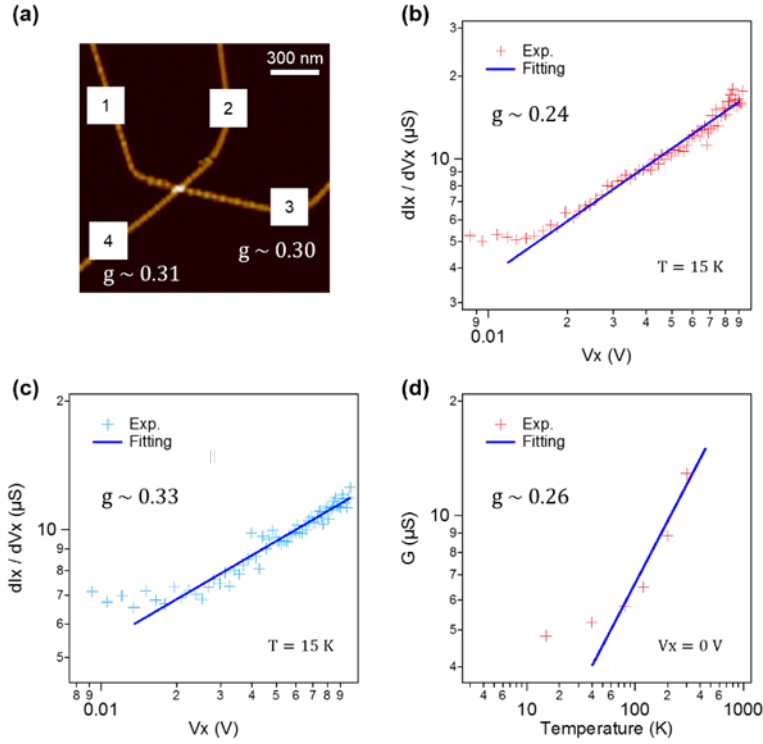 (a)
300 nm
1
2
3
4
g ~ 0.30
g ~ 0.31
(b)
Exp.
Fitting
g ~ 0.24
T = 15 K
dIx / dVx (µS)
3
2
10
9
8
7
6
5
4
3
9
0.01
2
3
4
5
6
7
8
9
Vx (V)
(c)
Exp.
Fitting
g ~ 0.33
T = 15 K
dIx / dVx (µS)
2
10
9
8
7
6
5
8
9
0.01
2
3
4
5
6
7
8
9
Vx (V)
(d)
Exp.
Fitting
g ~ 0.26
Vx = 0 V
G (µS)
2
10
9
8
7
6
5
4
4
6
8
10
2
4
6
8
100
2
4
6
8
1000
Temperature (K)